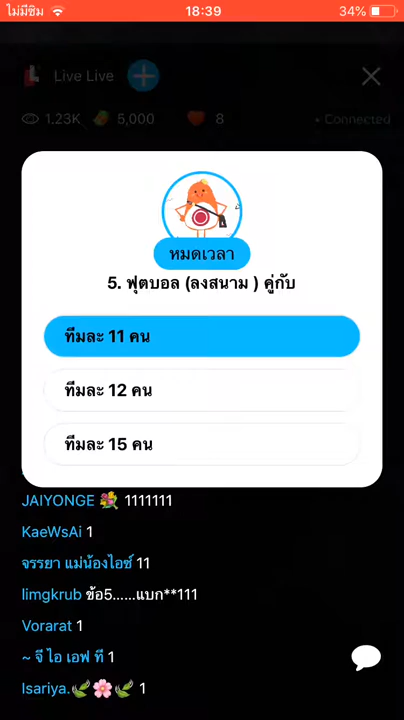 ไม่มีซิม 18:39 34%
Live Live
1.23K 5,000 8 • Connected
หมดเวลา
5. ฟุตบอล (ลงสนาม ) คู่กับ
ทีมละ 11 คน
ทีมละ 12 คน
ทีมละ 15 คน
JAIYONGE 💐 1111111
KaeWsAi 1
จรรยา แม่น้องไอซ์ 11
limgkrub ข้อ5......แบก**111
Vorarat 1
~ จี ไอ เอฟ ที 1
Isariya.🌿🌸🌿 1